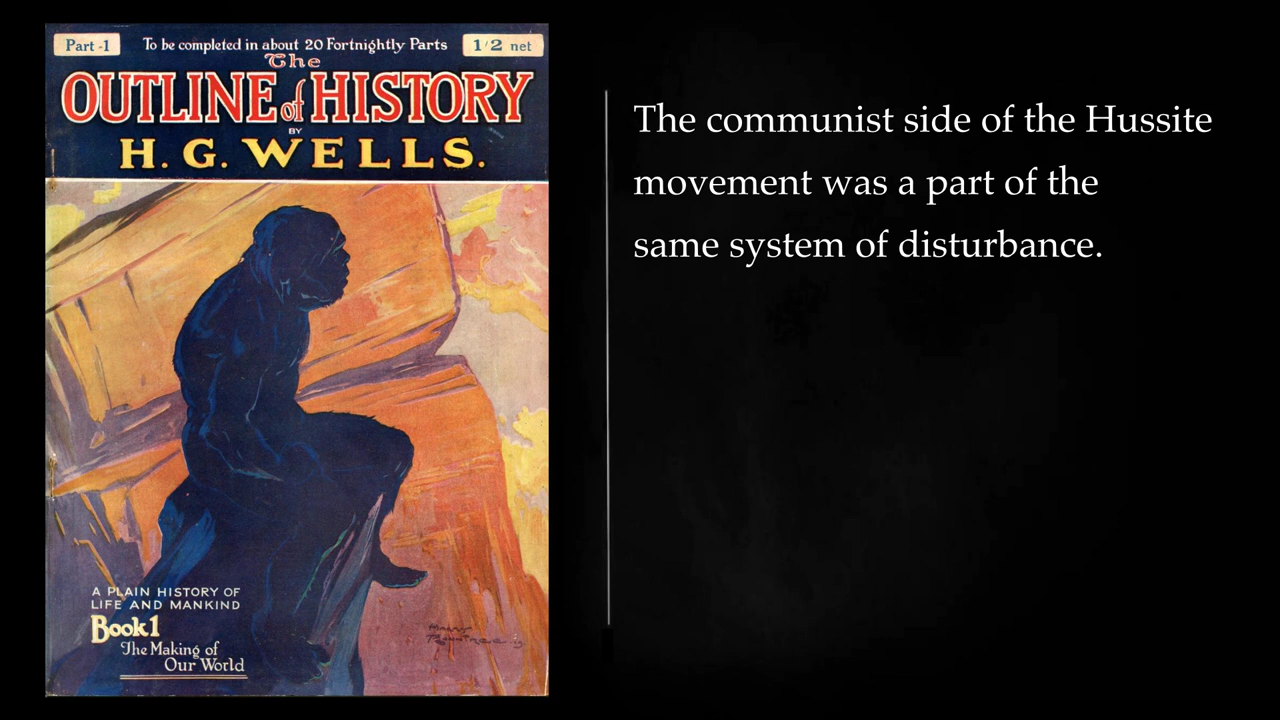 Part -1
To be completed in about 20 Fortnightly Parts
1/2 net
The
OUTLINE of HISTORY
BY
H. G. WELLS.
The communist side of the Hussite
movement was a part of the
same system of disturbance.
A PLAIN HISTORY OF
LIFE AND MANKIND
Book 1
The Making of
Our World